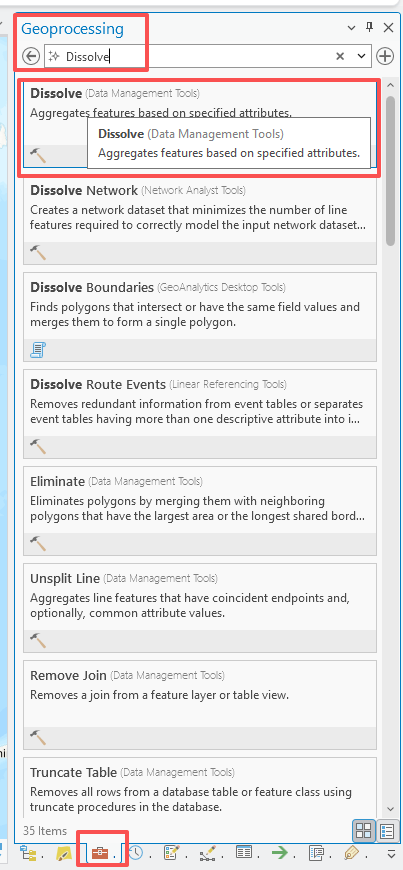 Geoprocessing
Dissolve
Dissolve (Data Management Tools)
Aggregates features based on specified attributes.
Dissolve (Data Management Tools)
Aggregates features based on specified attributes.
Dissolve Network (Network Analyst Tools)
Creates a network dataset that minimizes the number of line
features required to correctly model the input network dataset...
Dissolve Boundaries (GeoAnalytics Desktop Tools)
Finds polygons that intersect or have the same field values and
merges them to form a single polygon.
Dissolve Route Events (Linear Referencing Tools)
Removes redundant information from event tables or separates
event tables having more than one descriptive attribute into i...
Eliminate (Data Management Tools)
Eliminates polygons by merging them with neighboring
polygons that have the largest area or the longest shared bord...
Unsplit Line (Data Management Tools)
Aggregates line features that have coincident endpoints and,
optionally, common attribute values.
Remove Join (Data Management Tools)
Removes a join from a feature layer or table view.
Truncate Table (Data Management Tools)
Removes all rows from a database table or feature class using
truncate procedures in the database.
35 Items